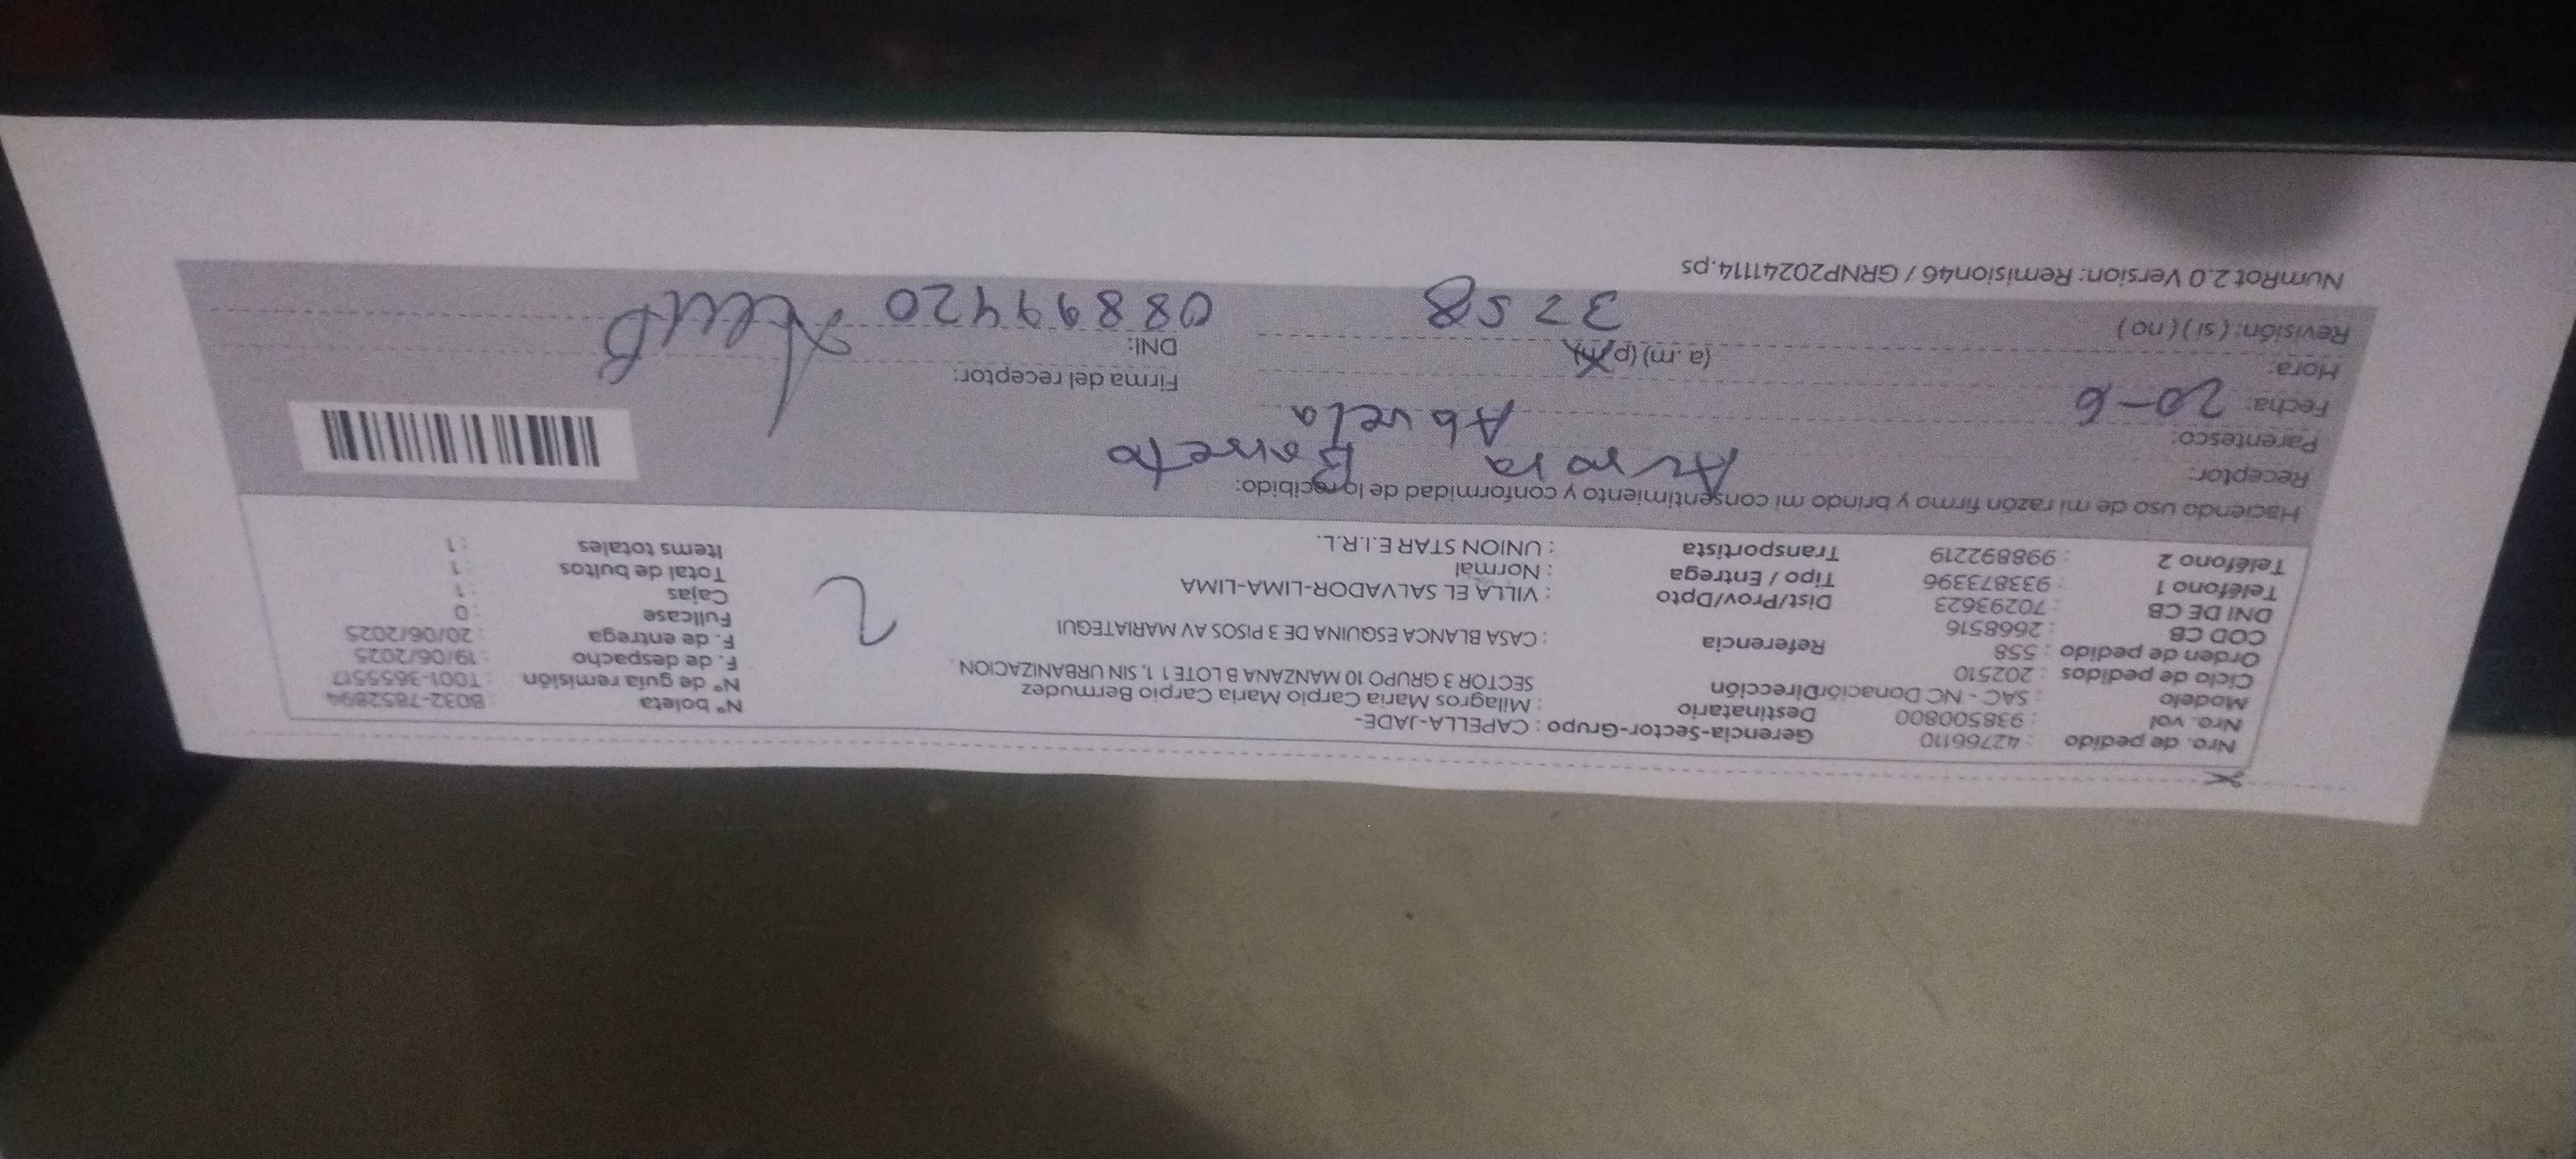 Nro. de pedido : 42766110 Gerencia-Sector-Grupo : CAPELLA-JADE- N° boleta : B032-7852894
Nro. vol : 938500800 Destinatario : Milagros Maria Carpio Maria Carpio Bermudez N° de guía remisión : T001-3655517
Modelo : SAC - NC Donación Dirección SECTOR 3 GRUPO 10 MANZANA B LOTE 1 1, SIN URBANIZACION F. de despacho : 19/06/2025
Ciclo de pedidos : 202510 F. de entrega : 20/06/2025
Orden de pedido : 558 Referencia : CASA BLANCA ESQUINA DE 3 PISOS AV MARIATEGUI Fullcase : 0
COD CB : 2668516 Cajas : 1
DNI DE CB : 70293623 Dist/Prov/Dpto : VILLA EL SALVADOR-LIMA-LIMA Total de bultos : 1
Teléfono 1 : 933873396 Tipo / Entrega : Normal Items totales : 1
Teléfono 2 : 998892219 Transportista : UNION STAR E.I.R.L.
2
Haciendo uso de mi razón firmo y brindo mi consentimiento y conformidad de lo recibido:
Receptor: Aurora Barreto
Parentesco: Abuela
Fecha: 20-6
Hora: (a.m) (p.m) Firma del receptor:
Revisión: ( si ) ( no ) 3258 DNI: 08899420
NumRot 2.0 Version: Remision46 / GRNP20241114.ps